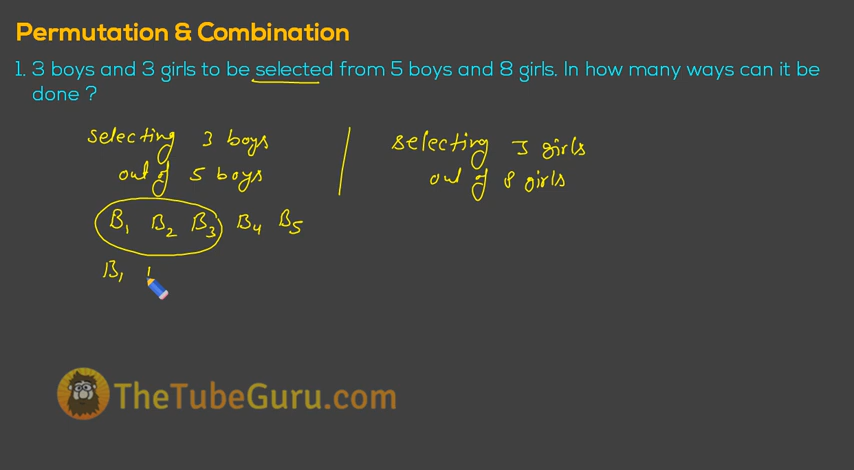 Permutation & Combination
1. 3 boys and 3 girls to be selected from 5 boys and 8 girls. In how many ways can it be
done ?
selecting 3 boys
out of 5 boys
selecting 3 girls
out of 8 girls
B1 B2 B3 B4 B5
B1
TheTubeGuru.com